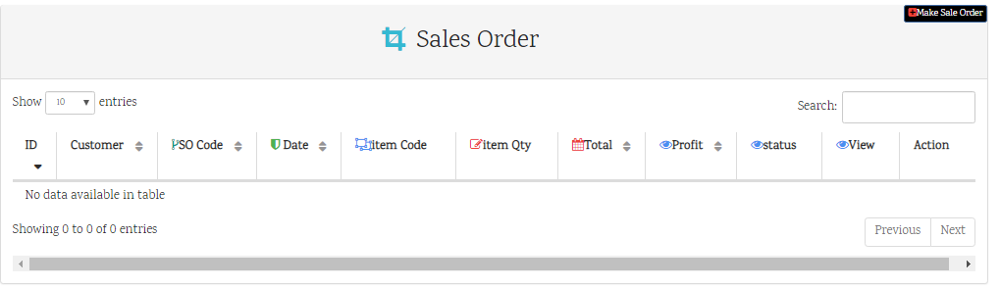 Make Sale Order
Sales Order
Show 10 entries
Search:
ID Customer SO Code Date item Code item Qty Total Profit status View Action
No data available in table
Showing 0 to 0 of 0 entries
Previous Next